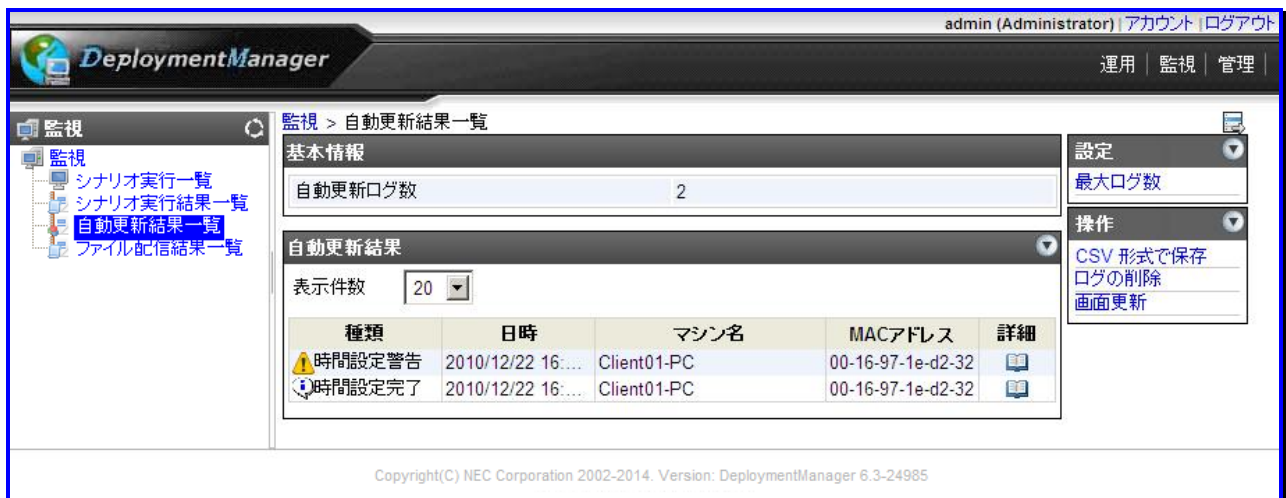 admin (Administrator) | アカウント | ログアウト
DeploymentManager
運用 | 監視 | 管理 |
監視
監視
シナリオ実行一覧
シナリオ実行結果一覧
自動更新結果一覧
ファイル配信結果一覧
監視 > 自動更新結果一覧
基本情報
自動更新ログ数 2
自動更新結果
表示件数 20
種類 日時 マシン名 MACアドレス 詳細
時間設定警告 2010/12/22 16:... Client01-PC 00-16-97-1e-d2-32
時間設定完了 2010/12/22 16:... Client01-PC 00-16-97-1e-d2-32
設定
最大ログ数
操作
CSV 形式で保存
ログの削除
画面更新
Copyright(C) NEC Corporation 2002-2014. Version: DeploymentManager 6.3-24985